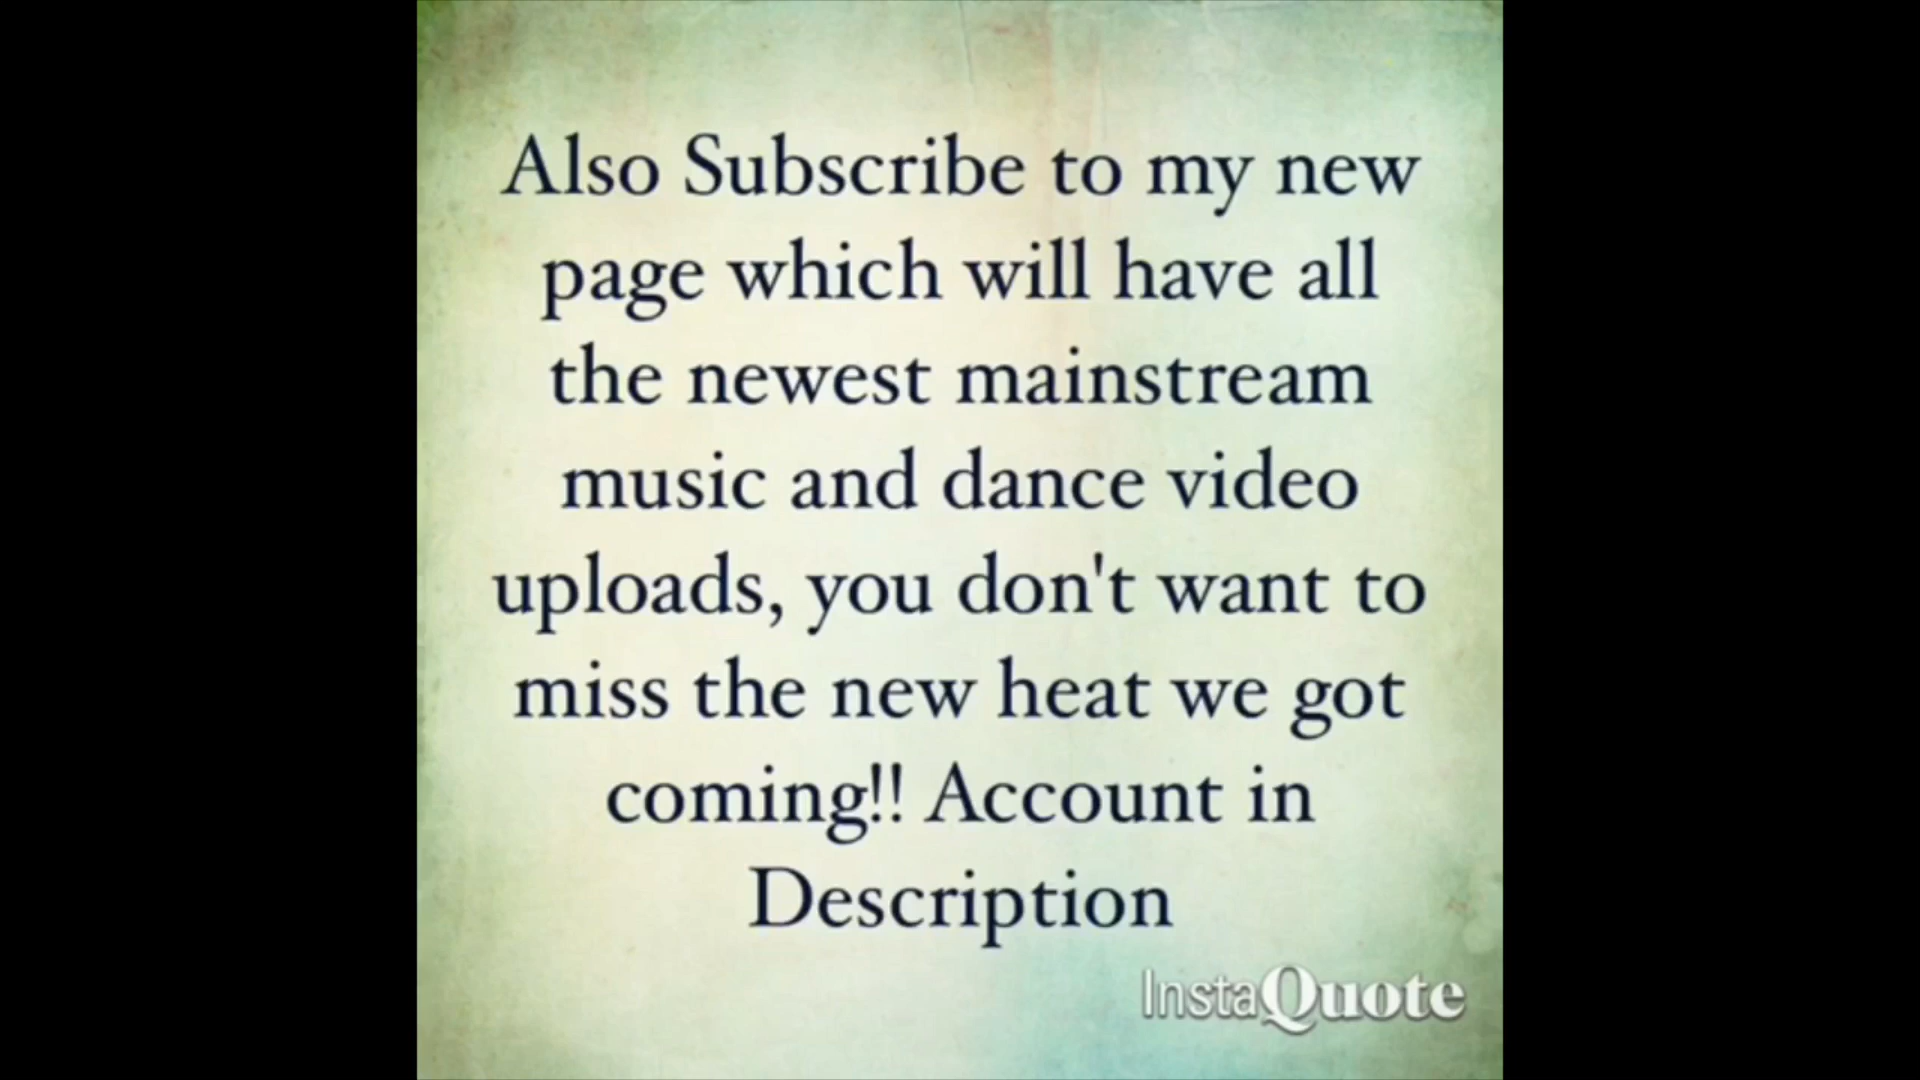 Also Subscribe to my new
page which will have all
the newest mainstream
music and dance video
uploads, you don't want to
miss the new heat we got
coming!! Account in
Description
InstaQuote